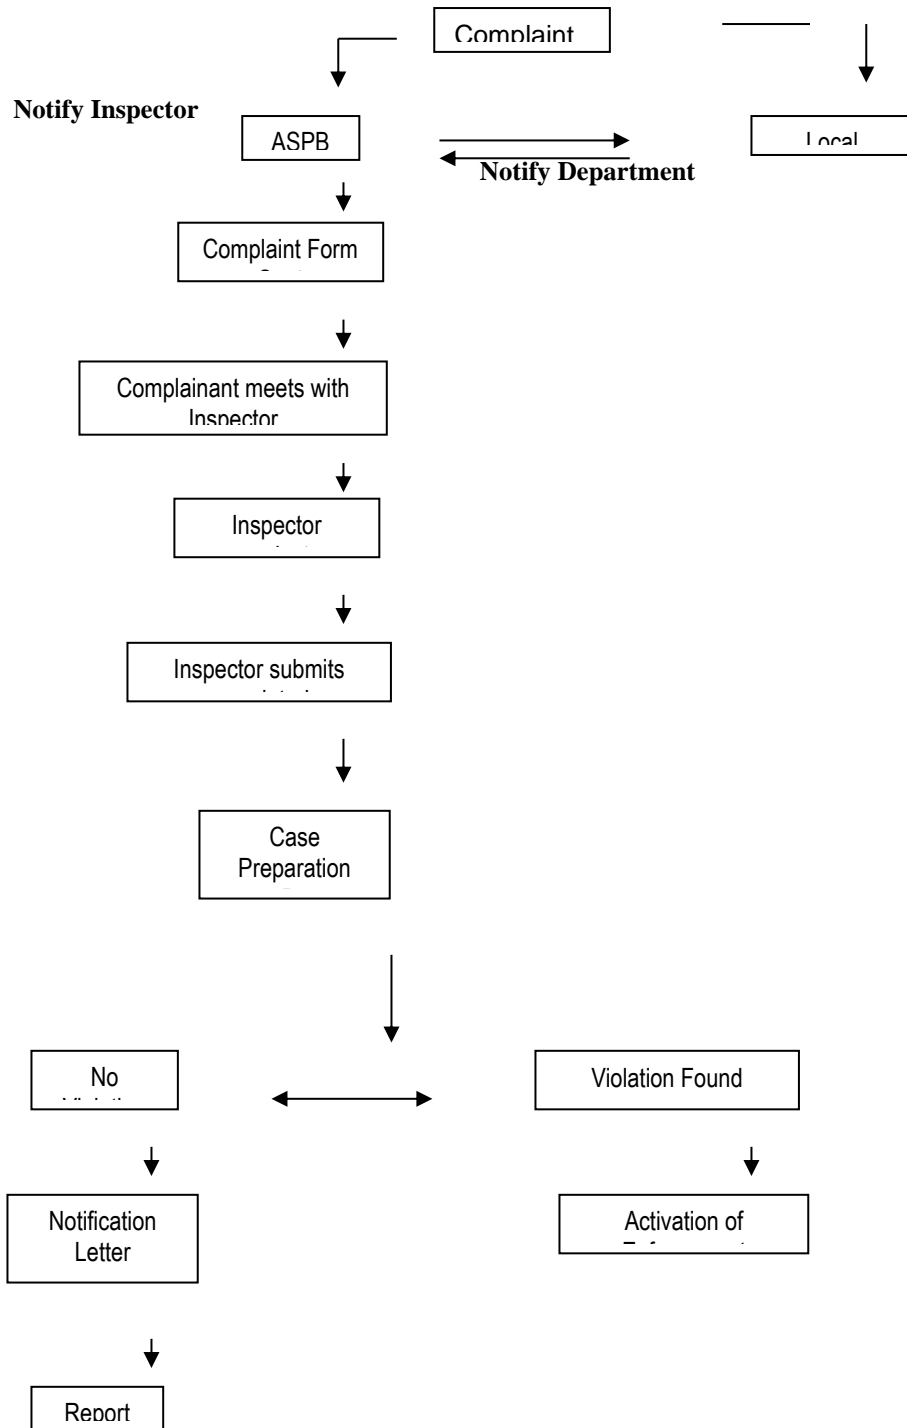 Complaint
Notify Inspector
ASPB
Local
Notify Department
Complaint Form
Complainant meets with
Inspector
Inspector
Inspector submits
Case
Preparation
No
Violation Found
Notification
Letter
Activation of
Report